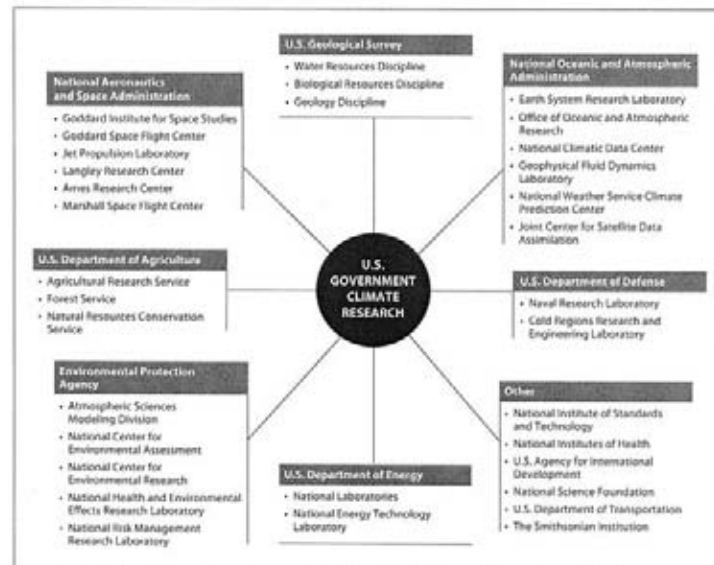 U.S. Geological Survey
• Water Resources Discipline
• Biological Resources Discipline
• Geology Discipline
National Aeronautics
and Space Administration
• Goddard Institute for Space Studies
• Goddard Space Flight Center
• Jet Propulsion Laboratory
• Langley Research Center
• Ames Research Center
• Marshall Space Flight Center
National Oceanic and Atmospheric
Administration
• Earth System Research Laboratory
• Office of Oceanic and Atmospheric
Research
• National Climatic Data Center
• Geophysical Fluid Dynamics
Laboratory
• National Weather Service Climate
Prediction Center
• Joint Center for Satellite Data
Assimilation
U.S. Department of Agriculture
• Agricultural Research Service
• Forest Service
• Natural Resources Conservation
Service
U.S.
GOVERNMENT
CLIMATE
RESEARCH
U.S. Department of Defense
• Naval Research Laboratory
• Cold Regions Research and
Engineering Laboratory
Environmental Protection
Agency
• Atmospheric Sciences
Modeling Division
• National Center for
Environmental Assessment
• National Center for
Environmental Research
• National Health and Environmental
Effects Research Laboratory
• National Risk Management
Research Laboratory
U.S. Department of Energy
• National Laboratories
• National Energy Technology
Laboratory
Other
• National Institute of Standards
and Technology
• National Institutes of Health
• U.S. Agency for International
Development
• National Science Foundation
• U.S. Department of Transportation
• The Smithsonian Institution